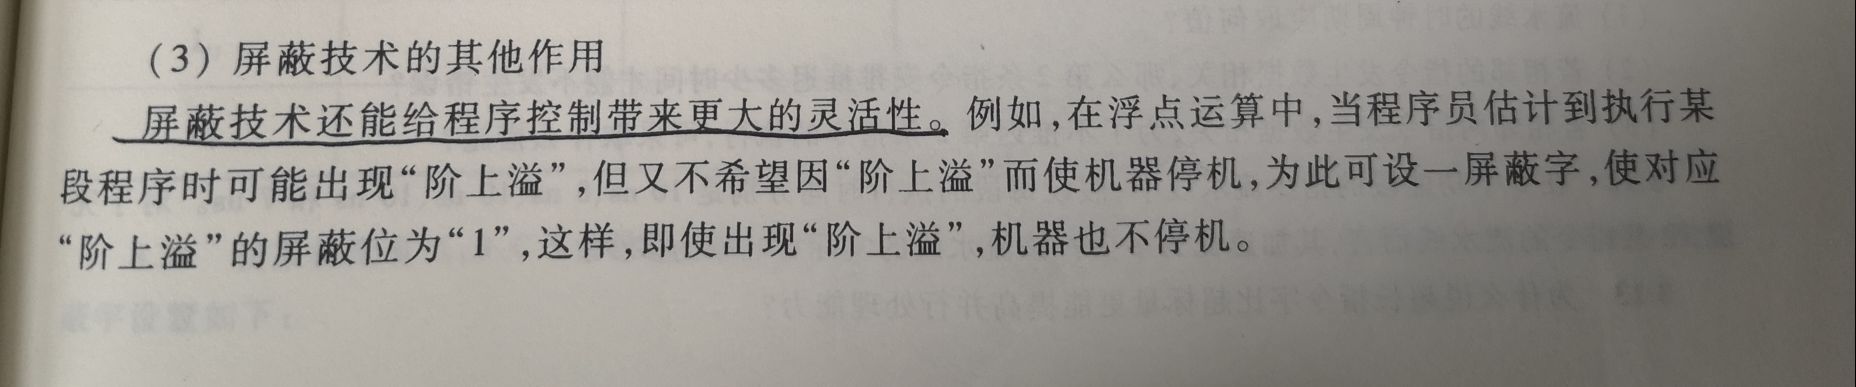 （3）屏蔽技术的其他作用
屏蔽技术还能给程序控制带来更大的灵活性。例如,在浮点运算中,当程序员估计到执行某
段程序时可能出现“阶上溢”,但又不希望因“阶上溢”而使机器停机,为此可设一屏蔽字,使对应
“阶上溢”的屏蔽位为“1”,这样,即使出现“阶上溢”,机器也不停机。